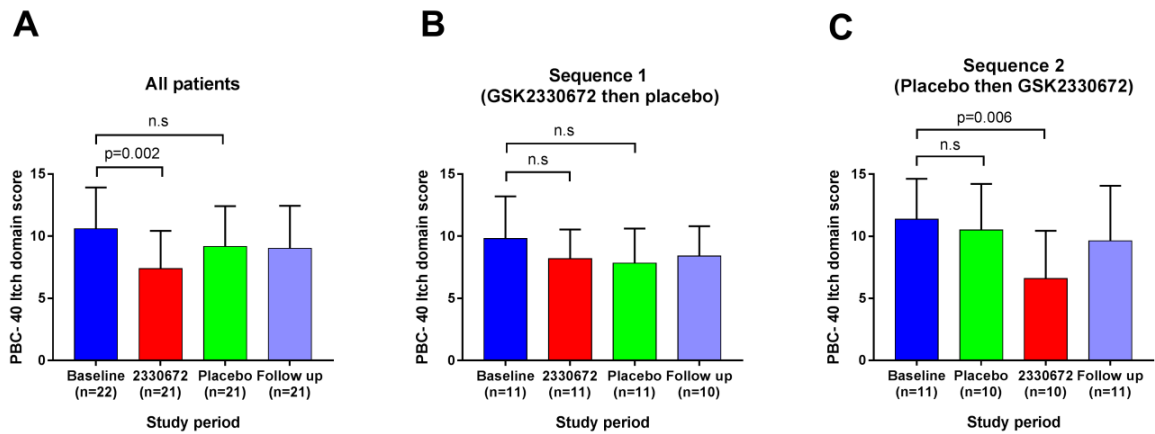 A
All patients
n.s
p=0.002
15
10
5
0
PBC- 40 Itch domain score
Baseline 2330672 Placebo Follow up
(n=22) (n=21) (n=21) (n=21)
Study period
B
Sequence 1
(GSK2330672 then placebo)
n.s
n.s
15
10
5
0
PBC- 40 Itch domain score
Baseline 2330672 Placebo Follow up
(n=11) (n=11) (n=11) (n=10)
Study period
C
Sequence 2
(Placebo then GSK2330672)
p=0.006
n.s
15
10
5
0
PBC- 40 Itch domain score
Baseline Placebo 2330672 Follow up
(n=11) (n=10) (n=10) (n=11)
Study period